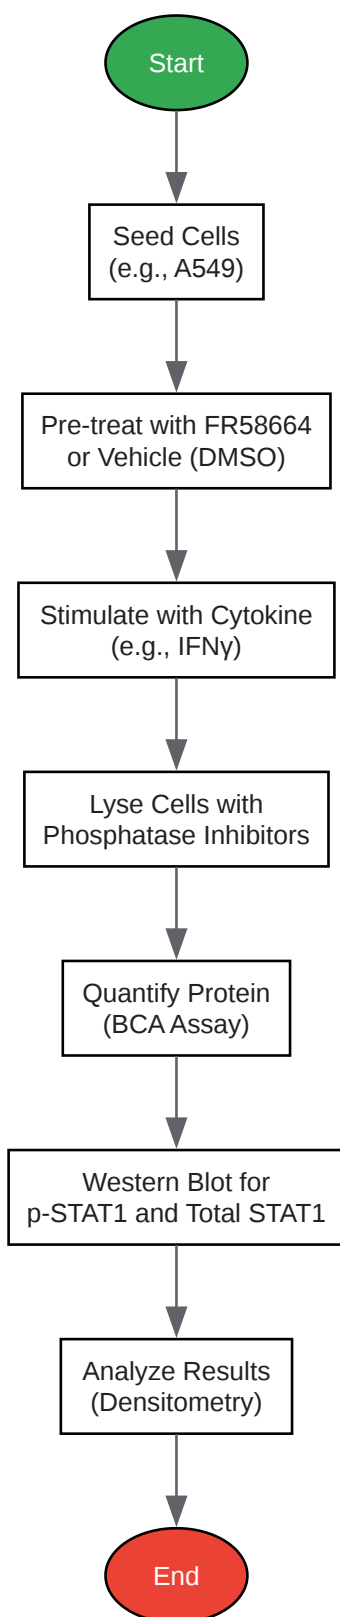 Start
Seed Cells
(e.g., A549)
Pre-treat with FR58664
or Vehicle (DMSO)
Stimulate with Cytokine
(e.g., IFNγ)
Lyse Cells with
Phosphatase Inhibitors
Quantify Protein
(BCA Assay)
Western Blot for
p-STAT1 and Total STAT1
Analyze Results
(Densitometry)
End